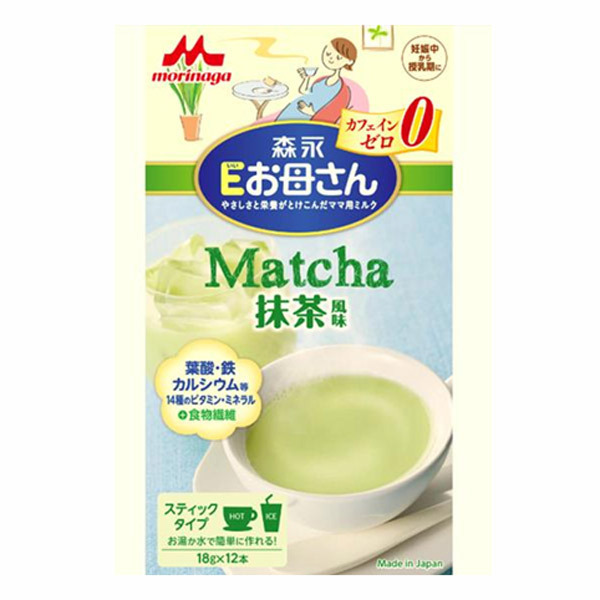 morinaga
妊娠中
から
授乳期に
カフェイン
ゼロ
0
森永
いい
Eお母さん
やさしさと栄養がとけこんだママ用ミルク
Matcha
抹茶風味
葉酸・鉄
カルシウム等
14種のビタミン・ミネラル
+食物繊維
スティック
タイプ
HOT
ICE
お湯か水で簡単に作れる!
18g×12本
Made in Japan